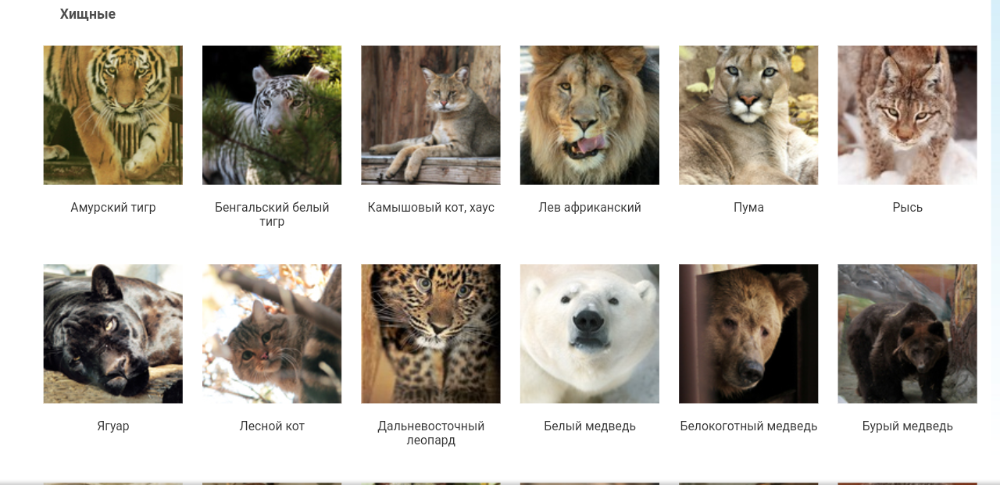 Хищные
Амурский тигр
Бенгальский белый
тигр
Камышовый кот, хаус
Лев африканский
Пума
Рысь
Ягуар
Лесной кот
Дальневосточный
леопард
Белый медведь
Белокоготный медведь
Бурый медведь